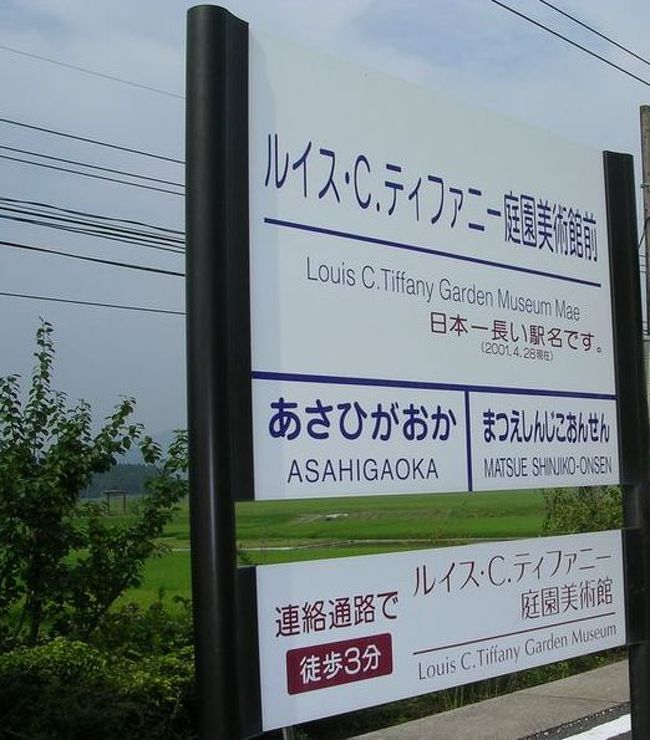 ルイス・C.ティファニー庭園美術館前
Louis C.Tiffany Garden Museum Mae
日本一長い駅名です。
(2001.4.28現在)
あさひがおか
ASAHIGAOKA
まつえしんじこおんせん
MATSUE SHINJIKO-ONSEN
連絡通路で
徒歩3分
ルイス・C.ティファニー
庭園美術館
Louis C.Tiffany Garden Museum